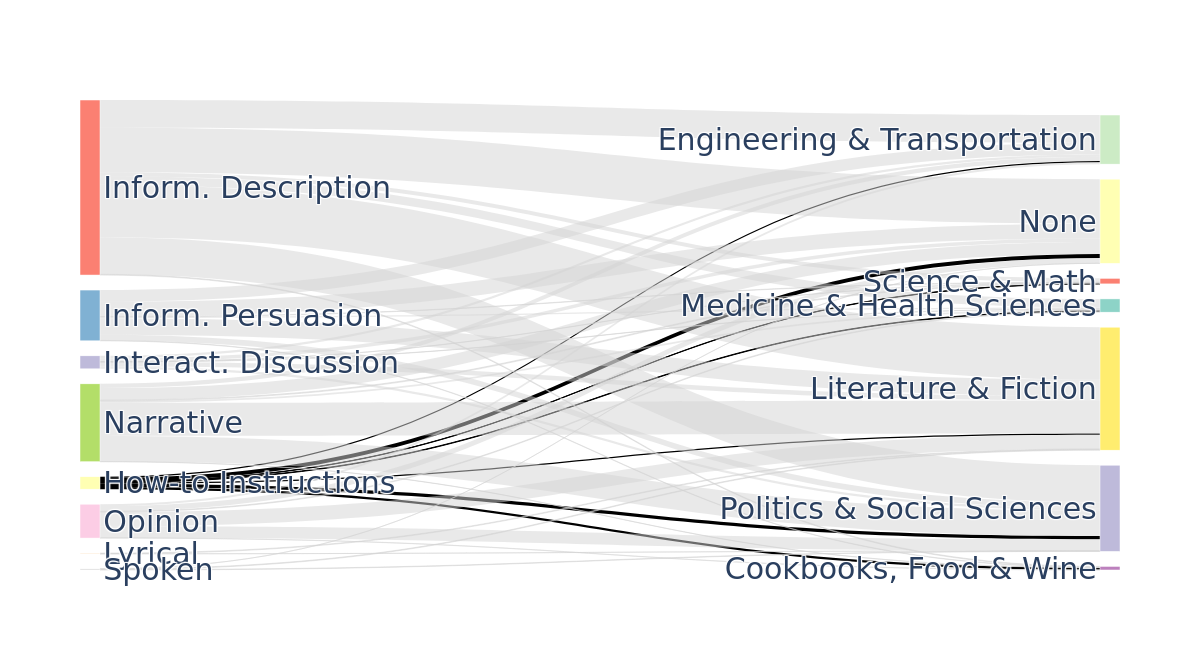 Inform. Description
Inform. Persuasion
Interact. Discussion
Narrative
How-to Instructions
Opinion
Lyrical
Spoken
Engineering & Transportation
None
Science & Math
Medicine & Health Sciences
Literature & Fiction
Politics & Social Sciences
Cookbooks, Food & Wine